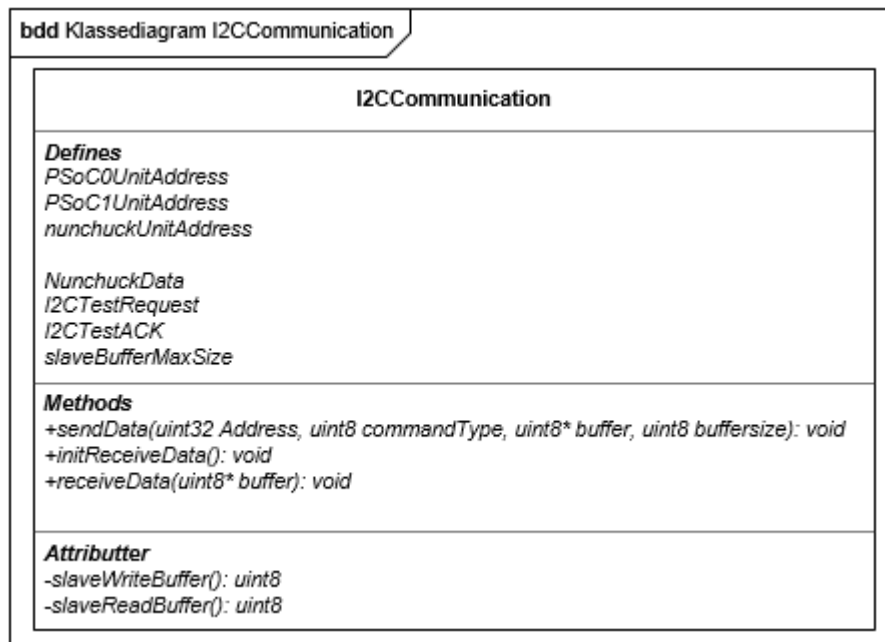 bdd Klassediagram I2CCommunication
I2CCommunication
Defines
PSoC0UnitAddress
PSoC1UnitAddress
nunchuckUnitAddress
NunchuckData
I2CTestRequest
I2CTestACK
slaveBufferMaxSize
Methods
+sendData(uint32 Address, uint8 commandType, uint8* buffer, uint8 buffersize): void
+initReceiveData(): void
+receiveData(uint8* buffer): void
Attributter
-slaveWriteBuffer(): uint8
-slaveReadBuffer(): uint8